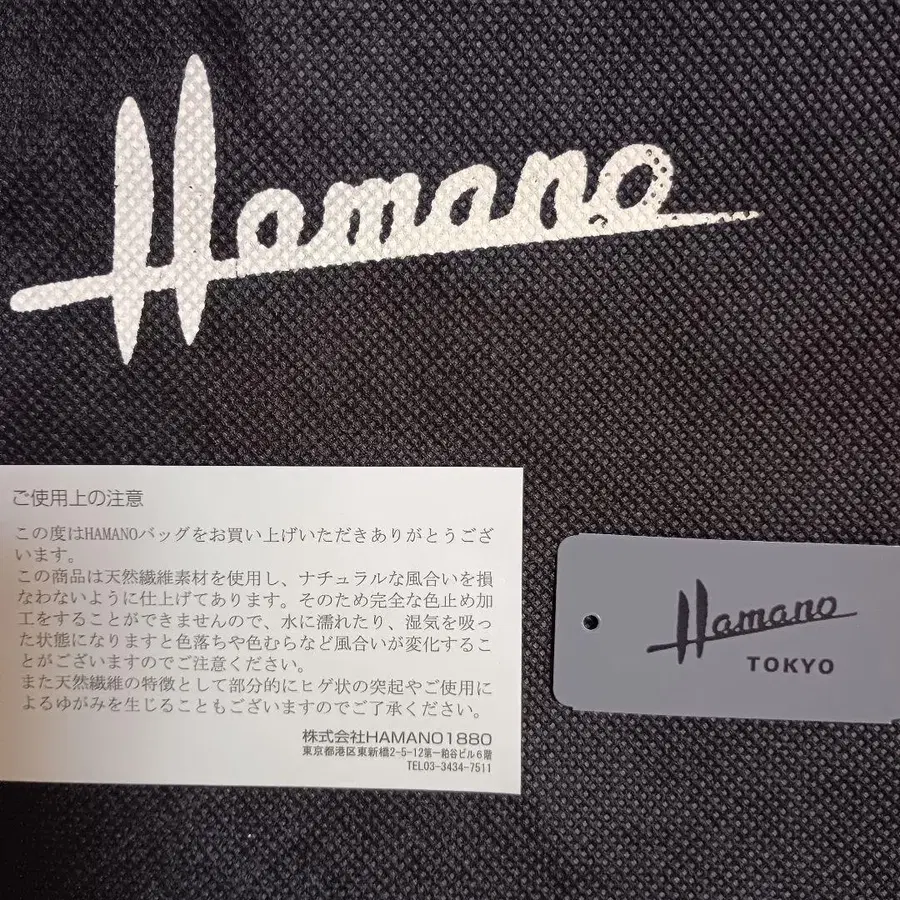 Hamano
ご使用上の注意
この度はHAMANOバッグをお買い上げいただきありがとうござ
います。
この商品は天然繊維素材を使用し、ナチュラルな風合いを損
なわないように仕上げてあります。そのため完全な色止め加
工をすることができませんので、水に濡れたり、湿気を吸っ
た状態になりますと色落ちや色むらなど風合いが変化するこ
とがございますのでご注意ください。
また天然繊維の特徴として部分的にヒゲ状の突起やご使用に
よるゆがみを生じることもございますのでご了承ください。
株式会社HAMANO1880
東京都港区東新橋2-5-12第一粕谷ビル6階
TEL03-3434-7511
Hamano
TOKYO